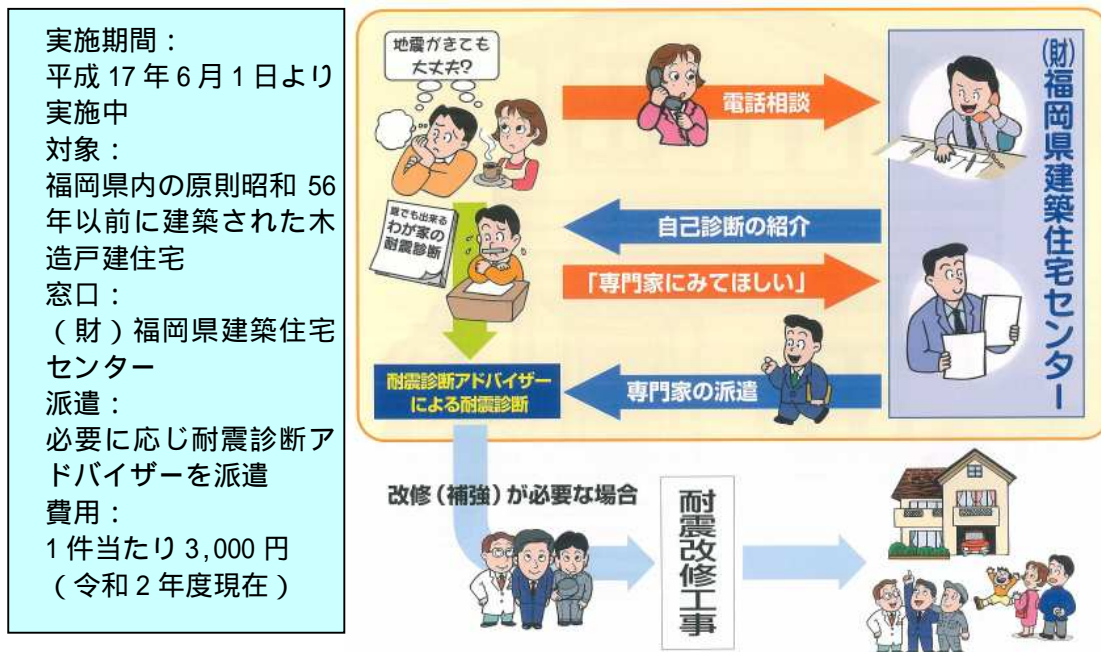 実施期間：
平成 17 年 6 月 1 日より
実施中
対象：
福岡県内の原則昭和 56
年以前に建築された木
造戸建住宅
窓口：
（財）福岡県建築住宅
センター
派遣：
必要に応じ耐震診断ア
ドバイザーを派遣
費用：
1 件当たり 3,000 円
（令和 2 年度現在）
地震がきても
大丈夫?
電話相談
(財)福岡県建築住宅センター
誰でも出来る
わが家の
耐震診断
自己診断の紹介
「専門家にみてほしい」
耐震診断アドバイザー
による耐震診断
専門家の派遣
改修（補強）が必要な場合
耐震改修工事